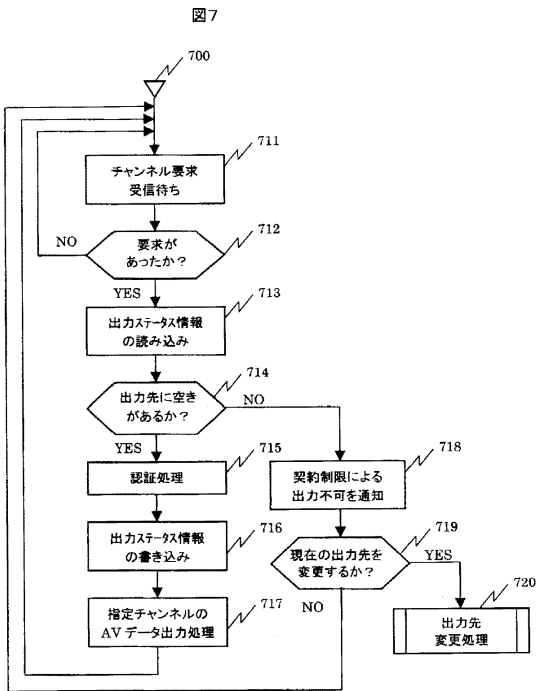 図7
700
チャンネル要求
受信待ち
711
要求が
あったか？
712
NO
YES
出力ステータス情報
の読み込み
713
出力先に空き
があるか？
714
NO
YES
認証処理
715
契約制限による
出力不可を通知
718
出力ステータス情報
の書き込み
716
現在の出力先を
変更するか？
719
YES
NO
指定チャンネルの
AVデータ出力処理
717
出力先
変更処理
720